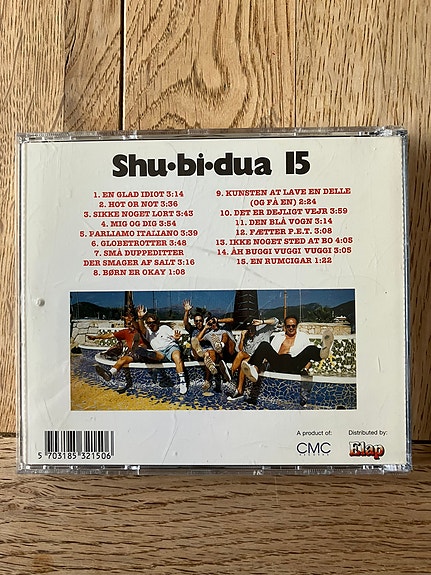 Shu•bi•dua 15
1. EN GLAD IDIOT 3:14
2. HOT OR NOT 3:36
3. SIKKE NOGET LORT 3:43
4. MIG OG DIG 3:54
5. PARLIAMO ITALIANO 3:39
6. GLOBETROTTER 3:48
7. SMÅ DUPPEDITTER
DER SMAGER AF SALT 3:16
8. BØRN ER OKAY 1:08
9. KUNSTEN AT LAVE EN DELLE
(OG FÅ EN) 2:24
10. DET ER DEJLIGT VEJR 3:59
11. DEN BLÅ VOGN 3:14
12. FÆTTER P.E.T. 3:08
13. IKKE NOGET STED AT BO 4:05
14. ÅH BUGGI VUGGI VUGGI 3:05
15. EN RUMCIGAR 1:22
A product of:
CMC
RECORDS
Distributed by:
Elap
5 703185 321506